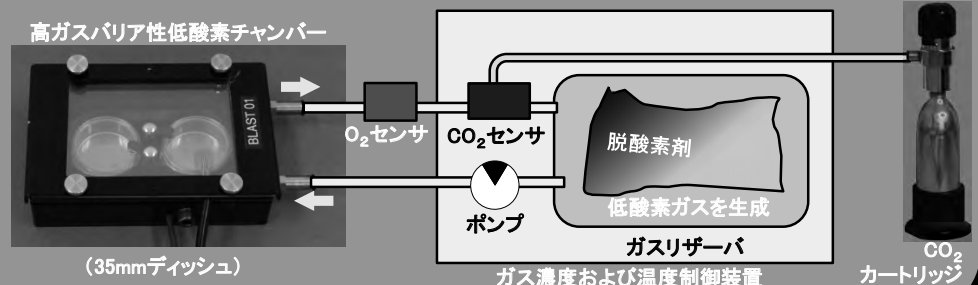 高ガスバリア性低酸素チャンバー
BLAST 01
O₂センサ
CO₂センサ
脱酸素剤
低酸素ガスを生成
ポンプ
ガスリザーバ
(35mmディッシュ)
ガス濃度および温度制御装置
CO₂
カートリッジ